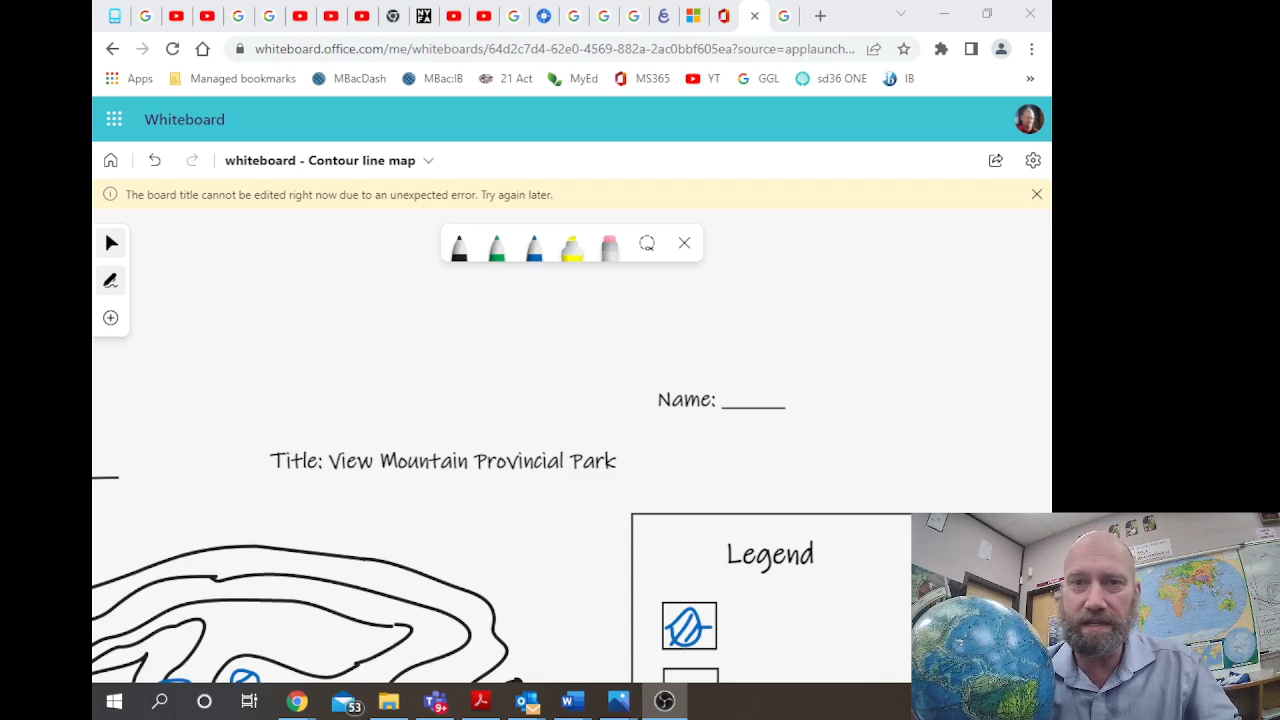 whiteboard.office.com/me/whiteboards/64d2c7d4-62e0-4569-882a-2ac0bbf605ea?source=applaunch...
Apps Managed bookmarks MBacDash MBac:IB 21 Act MyEd MS365 YT GGL sd36 ONE IB »
Whiteboard
whiteboard - Contour line map
The board title cannot be edited right now due to an unexpected error. Try again later.
Name: ______
Title: View Mountain Provincial Park
Legend
53
9+